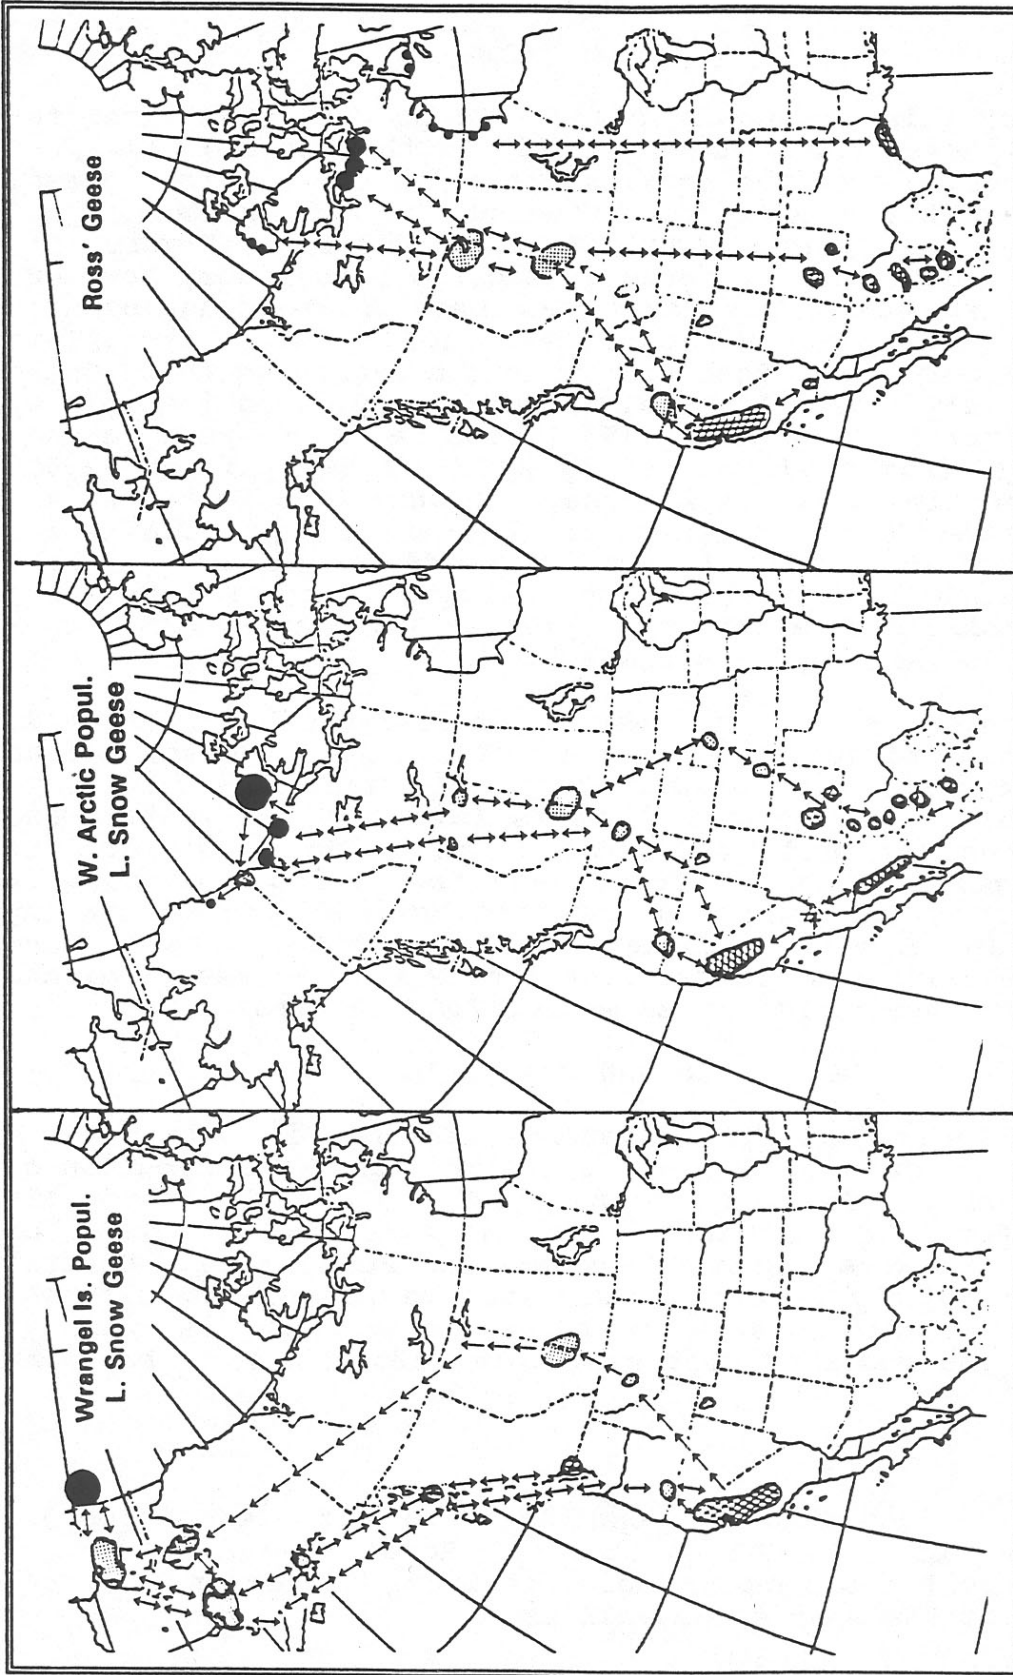 Ross' Geese
W. Arctic Popul.
L. Snow Geese
Wrangel Is. Popul.
L. Snow Geese